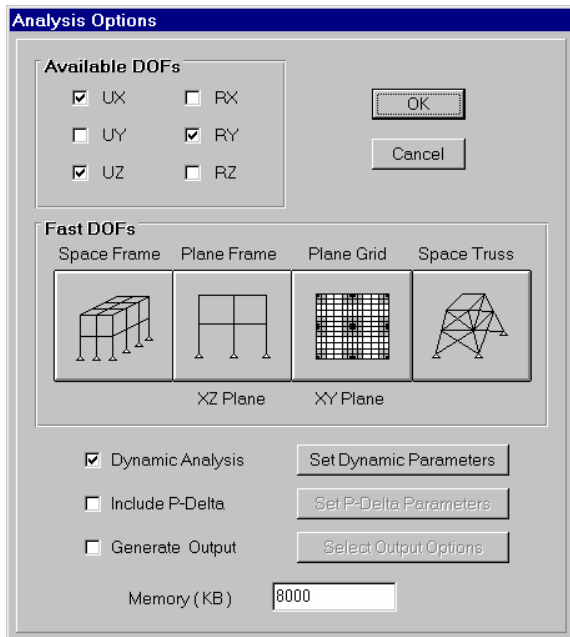 Analysis Options
Available DOFs
UX RX
UY RY
UZ RZ
OK
Cancel
Fast DOFs
Space Frame Plane Frame Plane Grid Space Truss
XZ Plane XY Plane
Dynamic Analysis Set Dynamic Parameters
Include P-Delta Set P-Delta Parameters
Generate Output Select Output Options
Memory ( KB ) 8000